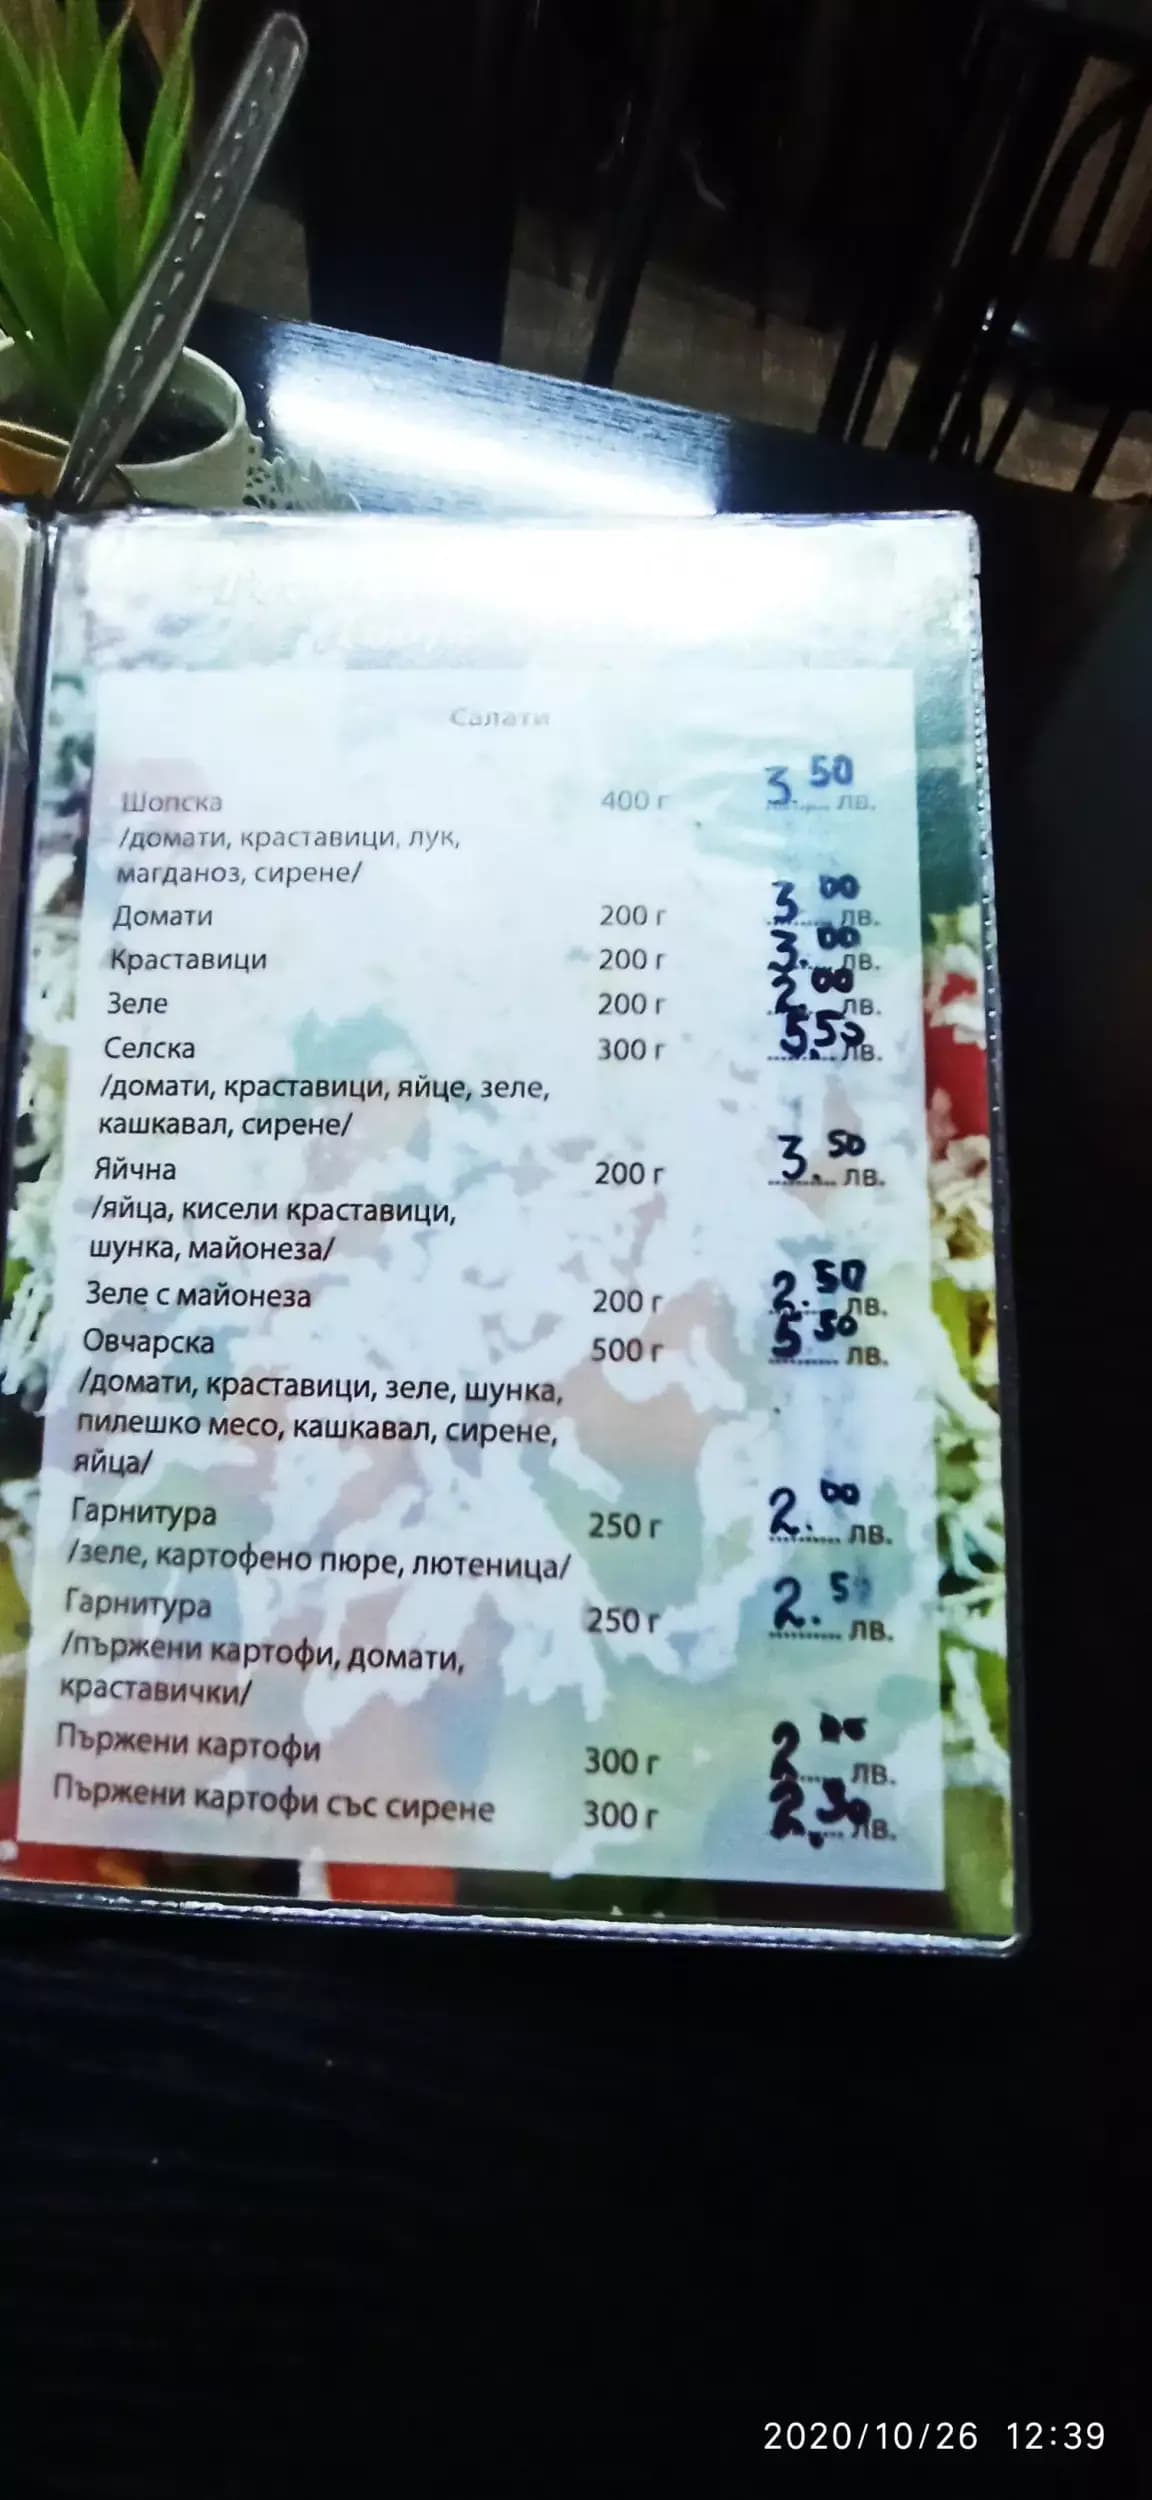 Салати
Шопска 400 г 3.50 лв.
/домати, краставици, лук,
магданоз, сирене/
Домати 200 г 3.00 лв.
Краставици 200 г 3.00 лв.
Зеле 200 г 2.00 лв.
Селска 300 г 5.50 лв.
/домати, краставици, яйце, зеле,
кашкавал, сирене/
Яйчна 200 г 3.50 лв.
/яйца, кисели краставици,
шунка, майонеза/
Зеле с майонеза 200 г 2.50 лв.
Овчарска 500 г 5 50 лв.
/домати, краставици, зеле, шунка,
пилешко месо, кашкавал, сирене,
яйца/
Гарнитура 250 г 2.00 лв.
/зеле, картофено пюре, лютеница/
Гарнитура 250 г 2.50 лв.
/пържени картофи, домати,
краставички/
Пържени картофи 300 г лв.
Пържени картофи със сирене 300 г лв.
2020/10/26 12:39